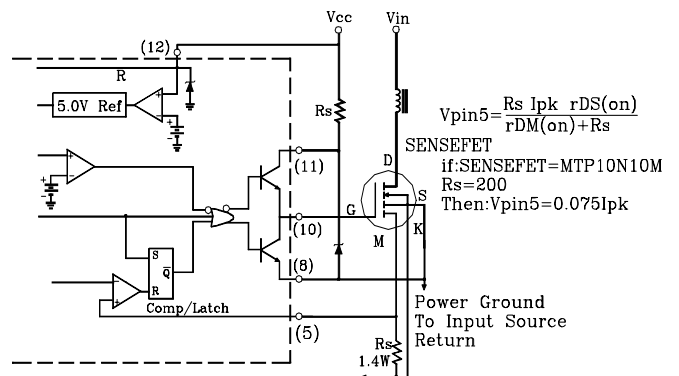 Vcc
Vin
(12)
R
5.0V Ref
+
−
+
−
Rs
Vpin5= Rs Ipk rDS(on)
rDM(on)+Rs
SENSEFET
if:SENSEFET=MTP10N10M
Rs=200
Then:Vpin5=0.075Ipk
(11)
D
+
−
+
−
S
G
K
M
(10)
S
Q̅
R
(8)
−
+
Comp/Latch
(5)
Power Ground
To Input Source
Return
Rs
1.4W